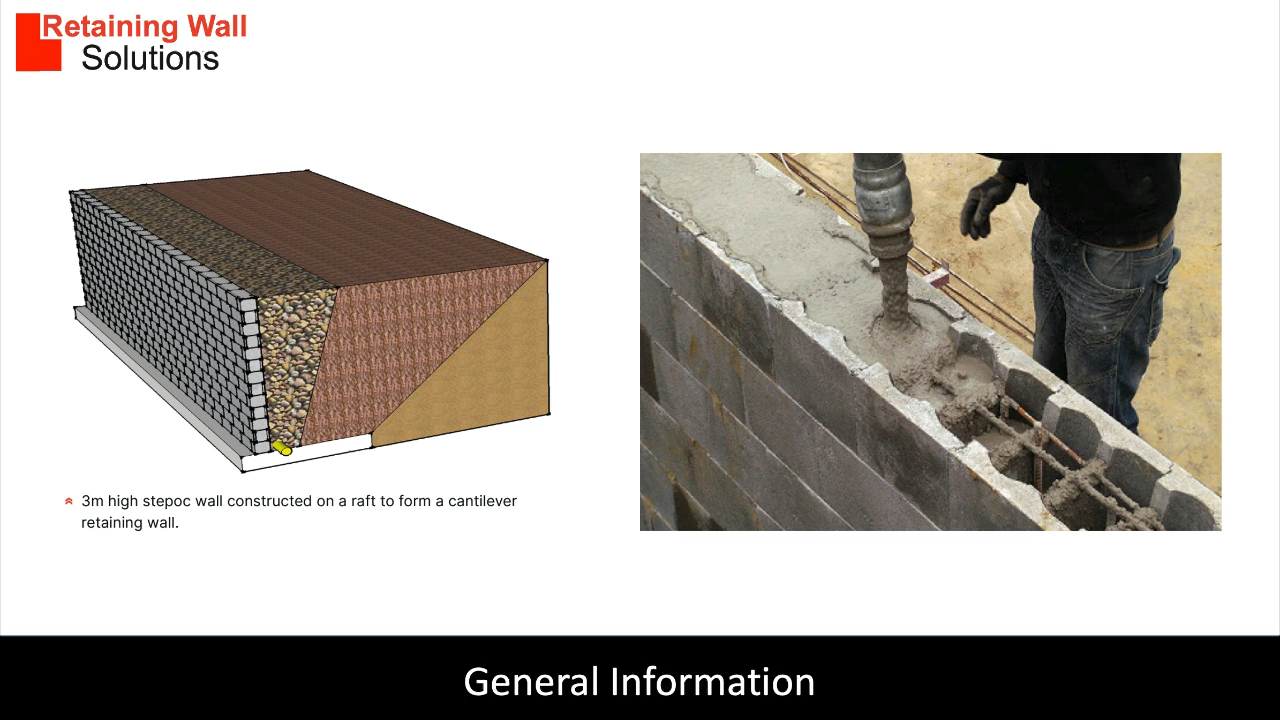 Retaining Wall
Solutions
3m high stepoc wall constructed on a raft to form a cantilever
retaining wall.
General Information